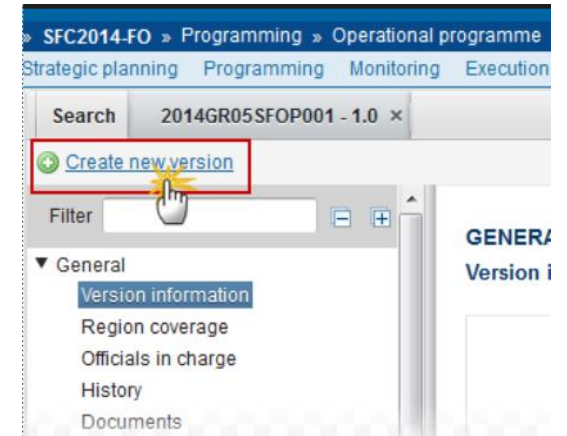 » SFC2014-FO » Programming » Operational programme
Strategic planning Programming Monitoring Execution
Search 2014GR05SFOP001 - 1.0 ×
Create new version
Filter
GENERA
▼ General
Version i
Version information
Region coverage
Officials in charge
History
Documents